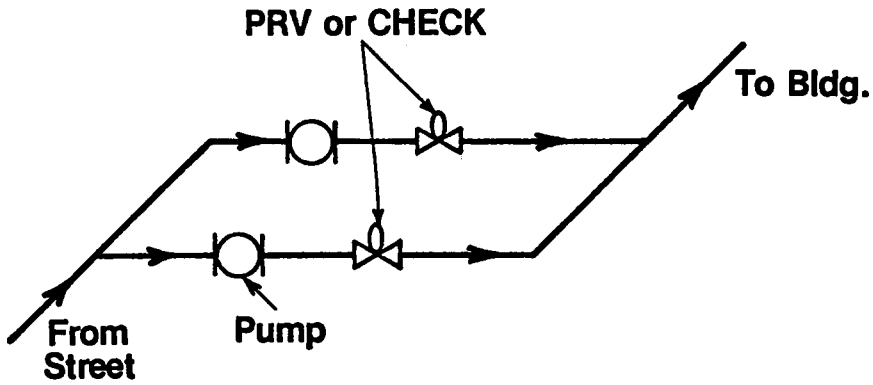 PRV or CHECK
To Bldg.
From
Street
Pump